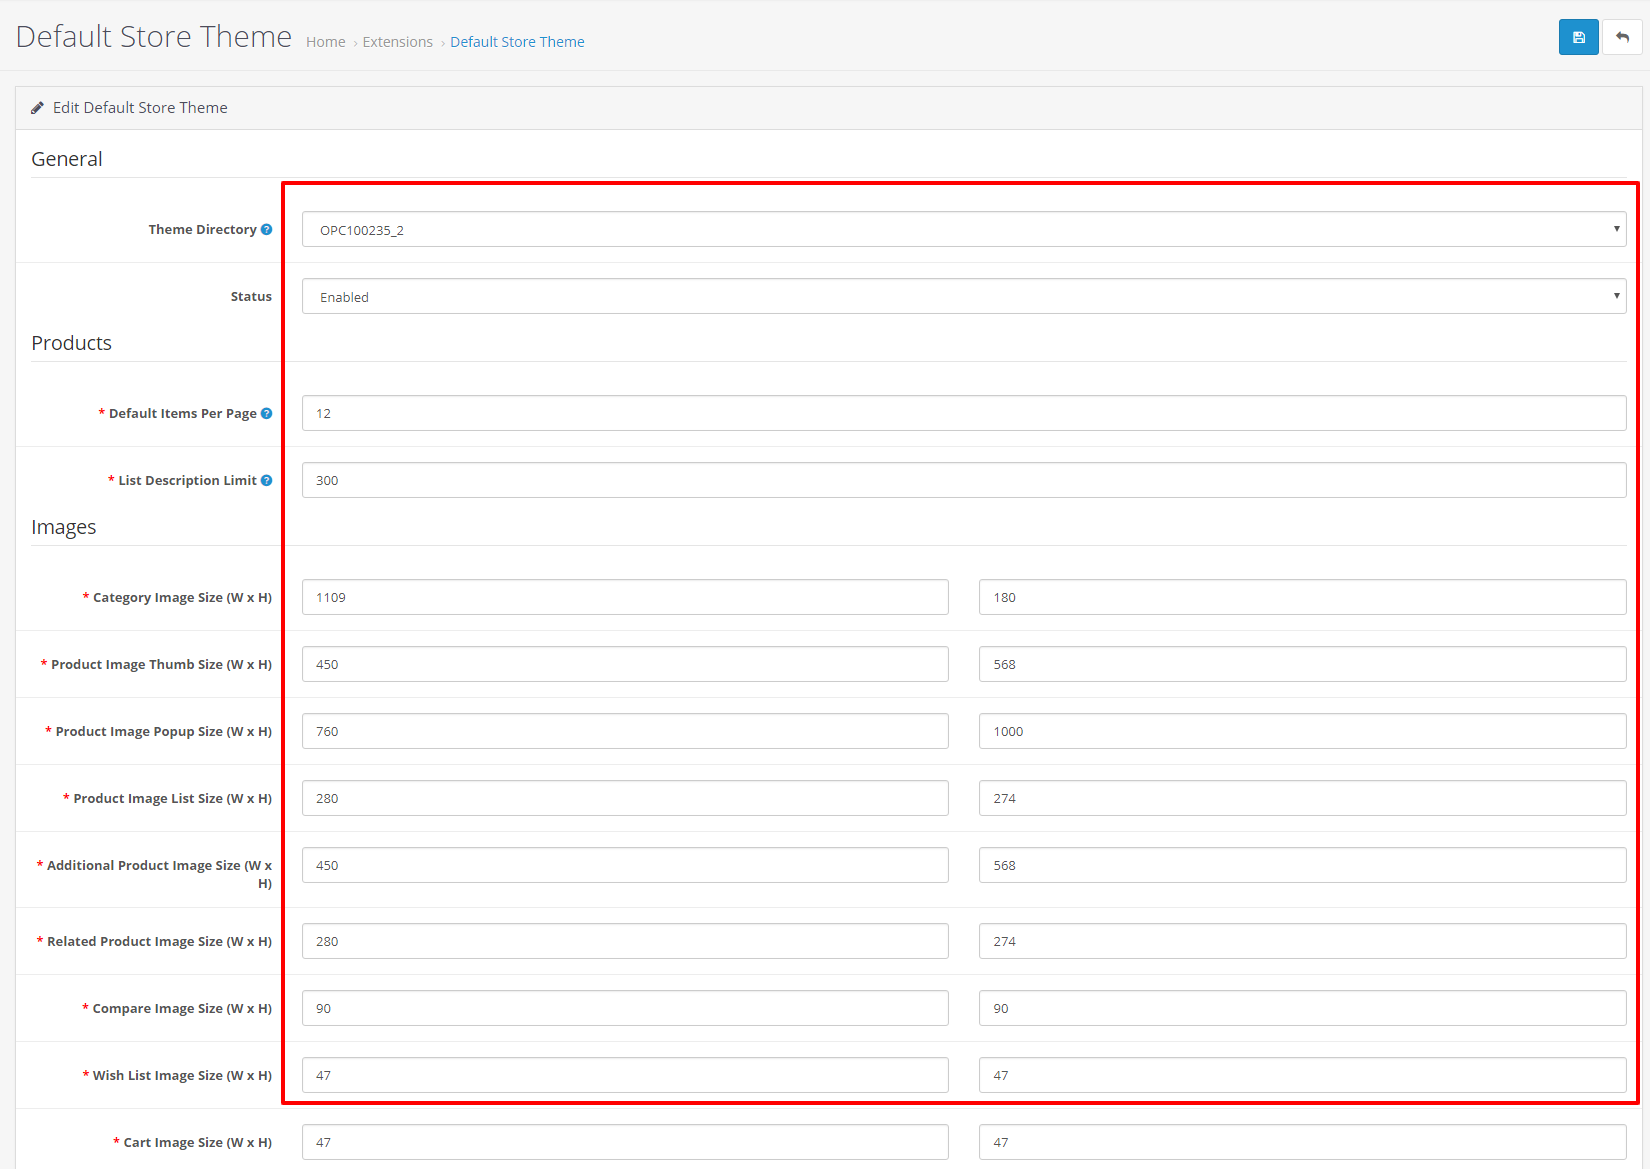 Default Store Theme Home › Extensions › Default Store Theme
Edit Default Store Theme
General
Theme Directory ? OPC100235_2
Status Enabled
Products
* Default Items Per Page ? 12
* List Description Limit ? 300
Images
* Category Image Size (W x H) 1109 180
* Product Image Thumb Size (W x H) 450 568
* Product Image Popup Size (W x H) 760 1000
* Product Image List Size (W x H) 280 274
* Additional Product Image Size (W x
H) 450 568
* Related Product Image Size (W x H) 280 274
* Compare Image Size (W x H) 90 90
* Wish List Image Size (W x H) 47 47
* Cart Image Size (W x H) 47 47